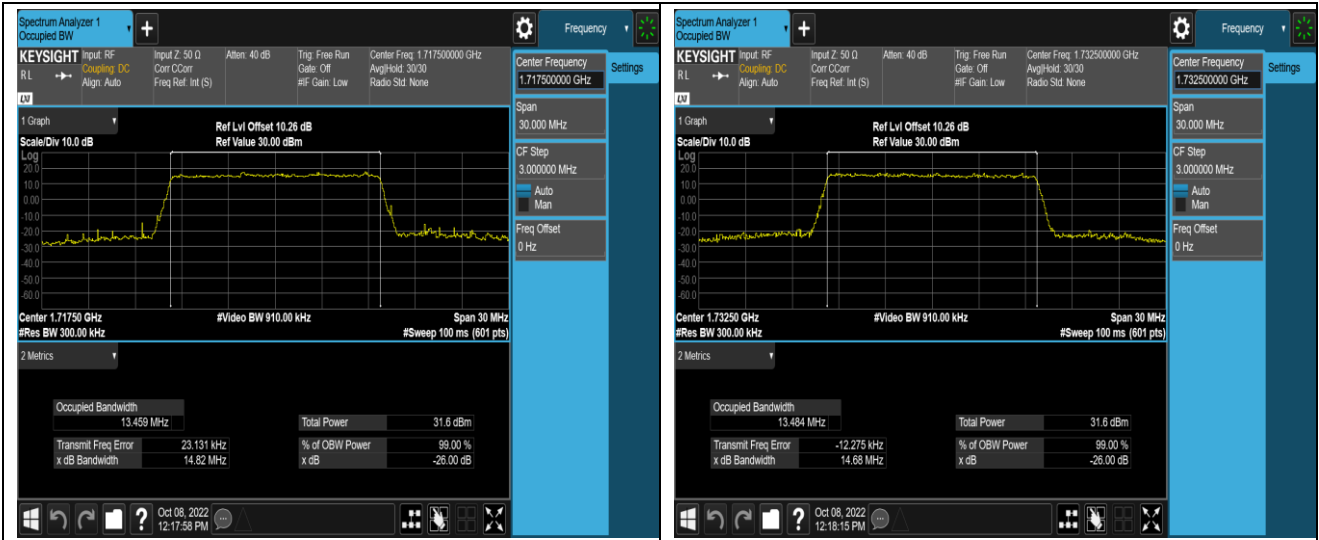 Spectrum Analyzer 1
Occupied BW
Frequency
KEYSIGHT Input: RF Input Z: 50 Ω Atten: 40 dB Trig: Free Run Center Freq: 1.717500000 GHz
RL Coupling: DC Corr CCorr Gate: Off Avg|Hold: 30/30
Align: Auto Freq Ref: Int (S) #IF Gain: Low Radio Std: None
LXI
Center Frequency
1.717500000 GHz
Settings
Span
30.000 MHz
CF Step
3.000000 MHz
Auto
Man
Freq Offset
0 Hz
1 Graph
Ref Lvl Offset 10.26 dB
Scale/Div 10.0 dB Ref Value 30.00 dBm
Log
20.0
10.0
0.00
-10.0
-20.0
-30.0
-40.0
-50.0
-60.0
Center 1.71750 GHz #Video BW 910.00 kHz Span 30 MHz
#Res BW 300.00 kHz #Sweep 100 ms (601 pts)
2 Metrics
Occupied Bandwidth
13.459 MHz Total Power 31.6 dBm
Transmit Freq Error 23.131 kHz % of OBW Power 99.00 %
x dB Bandwidth 14.82 MHz x dB -26.00 dB
Oct 08, 2022
12:17:58 PM
Spectrum Analyzer 1
Occupied BW
Frequency
KEYSIGHT Input: RF Input Z: 50 Ω Atten: 40 dB Trig: Free Run Center Freq: 1.732500000 GHz
RL Coupling: DC Corr CCorr Gate: Off Avg|Hold: 30/30
Align: Auto Freq Ref: Int (S) #IF Gain: Low Radio Std: None
LXI
Center Frequency
1.732500000 GHz
Settings
Span
30.000 MHz
CF Step
3.000000 MHz
Auto
Man
Freq Offset
0 Hz
1 Graph
Ref Lvl Offset 10.26 dB
Scale/Div 10.0 dB Ref Value 30.00 dBm
Log
20.0
10.0
0.00
-10.0
-20.0
-30.0
-40.0
-50.0
-60.0
Center 1.73250 GHz #Video BW 910.00 kHz Span 30 MHz
#Res BW 300.00 kHz #Sweep 100 ms (601 pts)
2 Metrics
Occupied Bandwidth
13.484 MHz Total Power 31.6 dBm
Transmit Freq Error -12.275 kHz % of OBW Power 99.00 %
x dB Bandwidth 14.68 MHz x dB -26.00 dB
Oct 08, 2022
12:18:15 PM